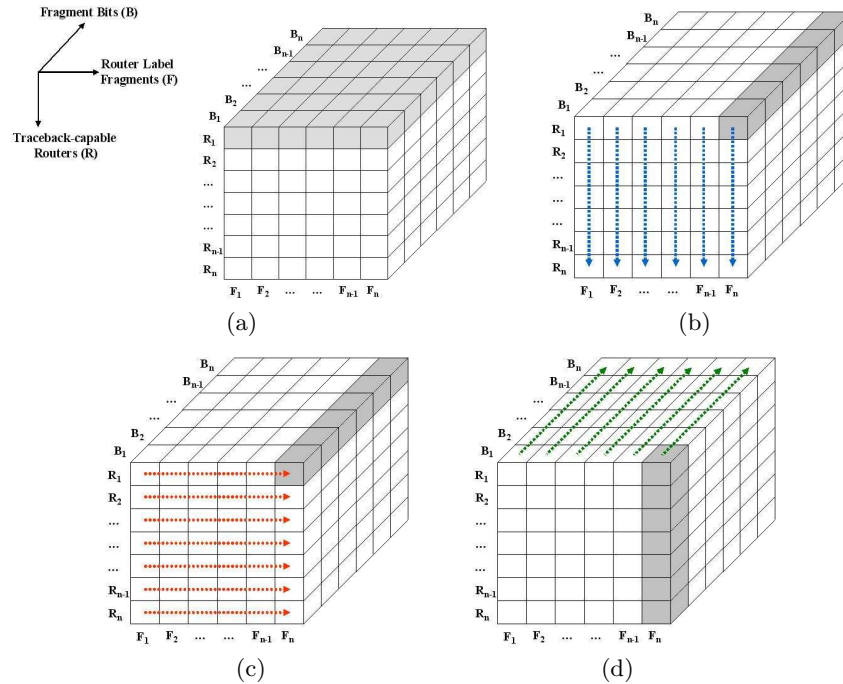 Fragment Bits (B)
Router Label
Fragments (F)
Traceback-capable
Routers (R)
Bn
Bn-1
...
...
B2
B1
R1
R2
...
...
...
Rn-1
Rn
F1 F2 ... ... Fn-1 Fn
(a)
Bn
Bn-1
...
...
B2
B1
R1
R2
...
...
...
Rn-1
Rn
F1 F2 ... ... Fn-1 Fn
(b)
Bn
Bn-1
...
...
B2
B1
R1
R2
...
...
...
Rn-1
Rn
F1 F2 ... ... Fn-1 Fn
(c)
Bn
Bn-1
...
...
B2
B1
R1
R2
...
...
...
Rn-1
Rn
F1 F2 ... ... Fn-1 Fn
(d)